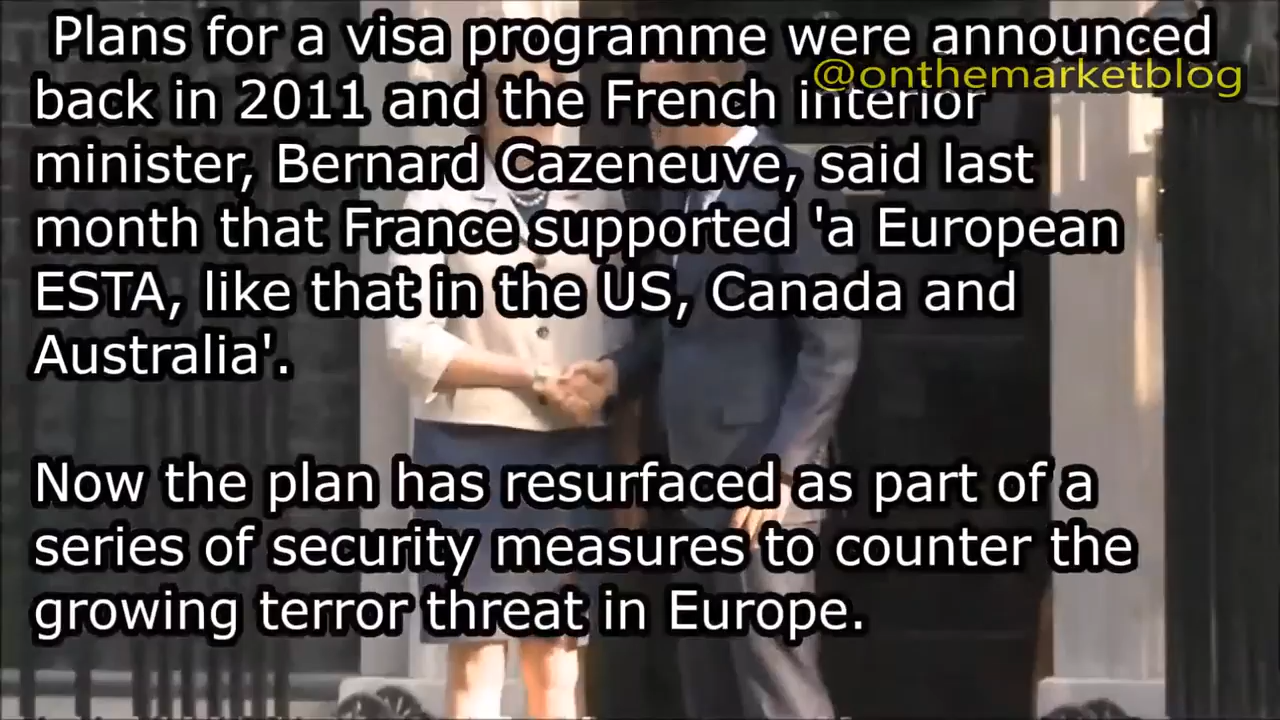 Plans for a visa programme were announced
@onthemarketblog
back in 2011 and the French interior
minister, Bernard Cazeneuve, said last
month that France supported 'a European
ESTA, like that in the US, Canada and
Australia'.
Now the plan has resurfaced as part of a
series of security measures to counter the
growing terror threat in Europe.